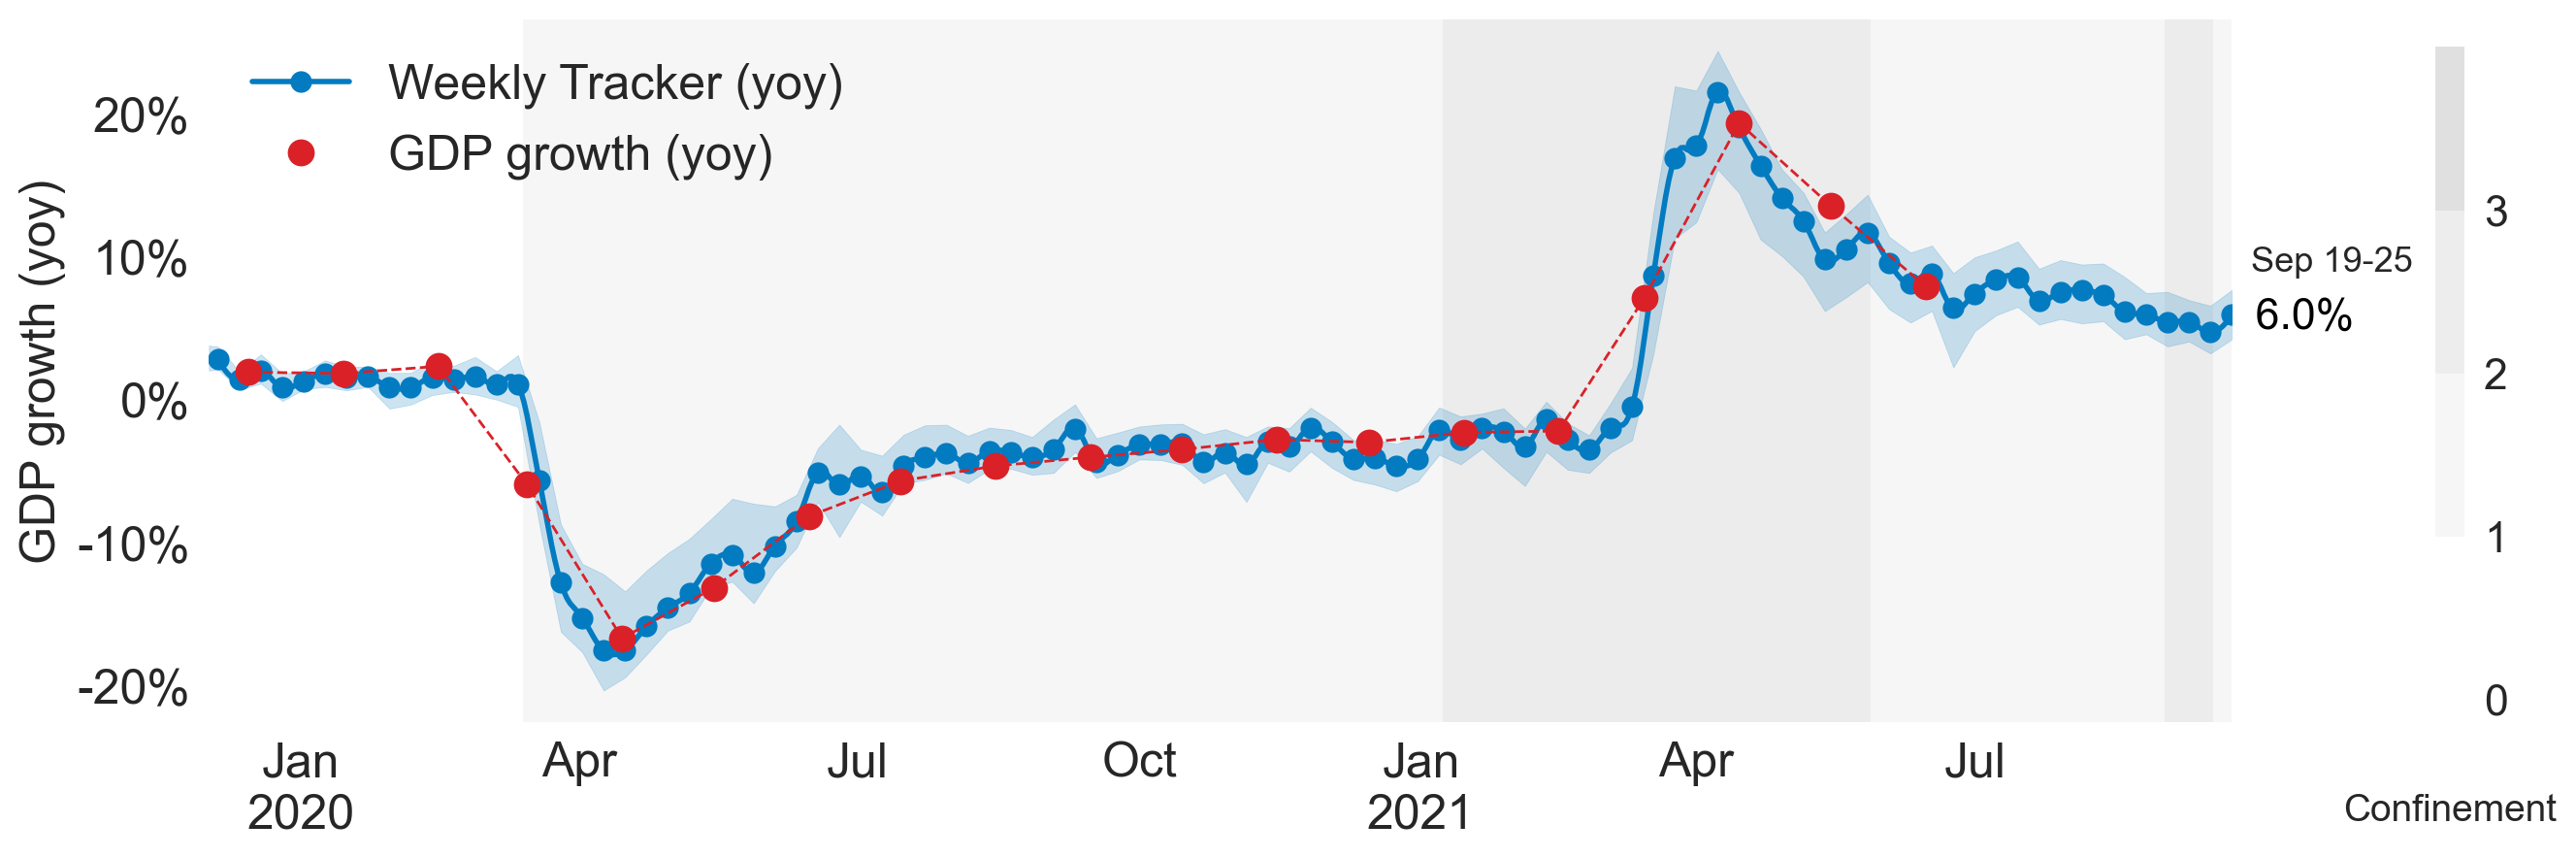 Weekly Tracker (yoy)
GDP growth (yoy)
GDP growth (yoy)
20%
10%
0%
-10%
-20%
Jan
2020
Apr
Jul
Oct
Jan
2021
Apr
Jul
Sep 19-25
6.0%
3
2
1
0
Confinement